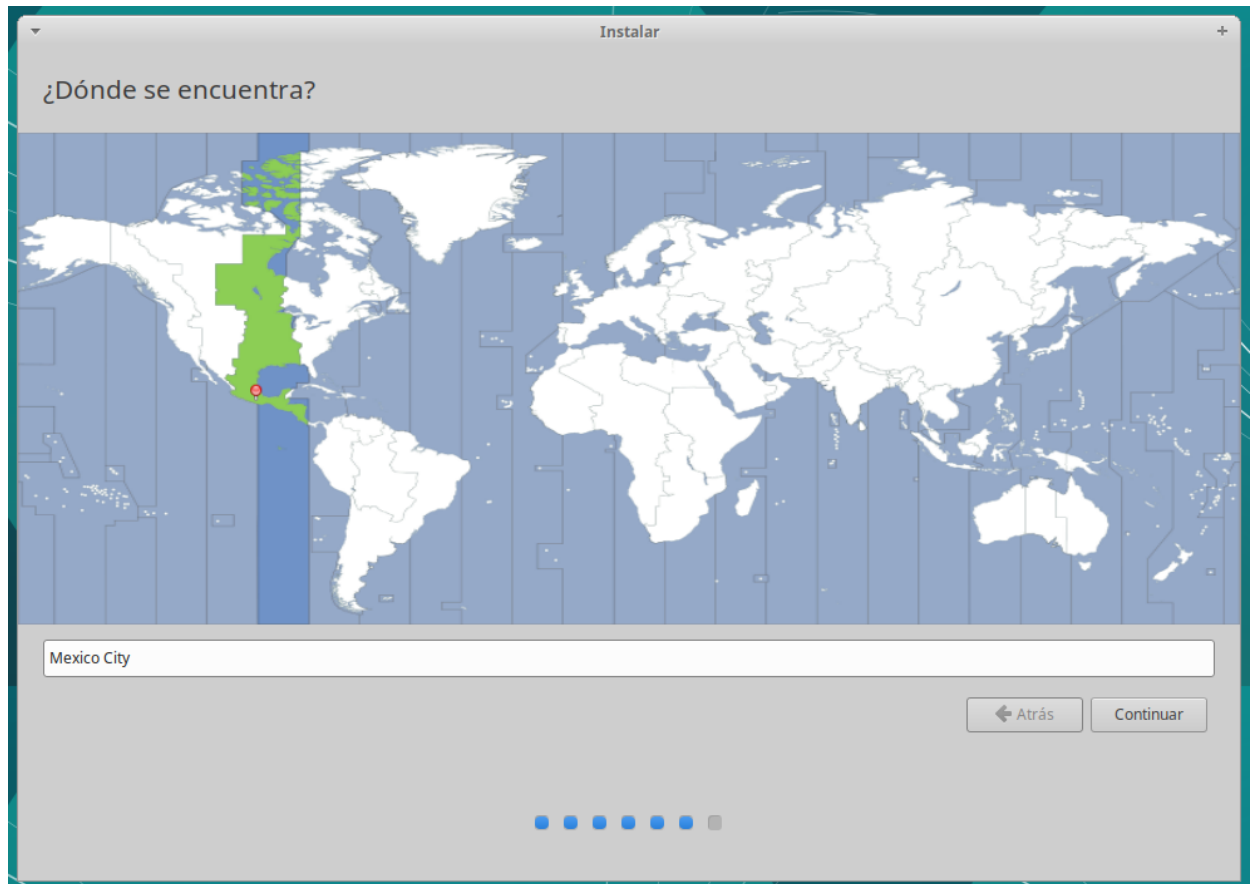 Instalar
¿Dónde se encuentra?
Mexico City
Atrás
Continuar